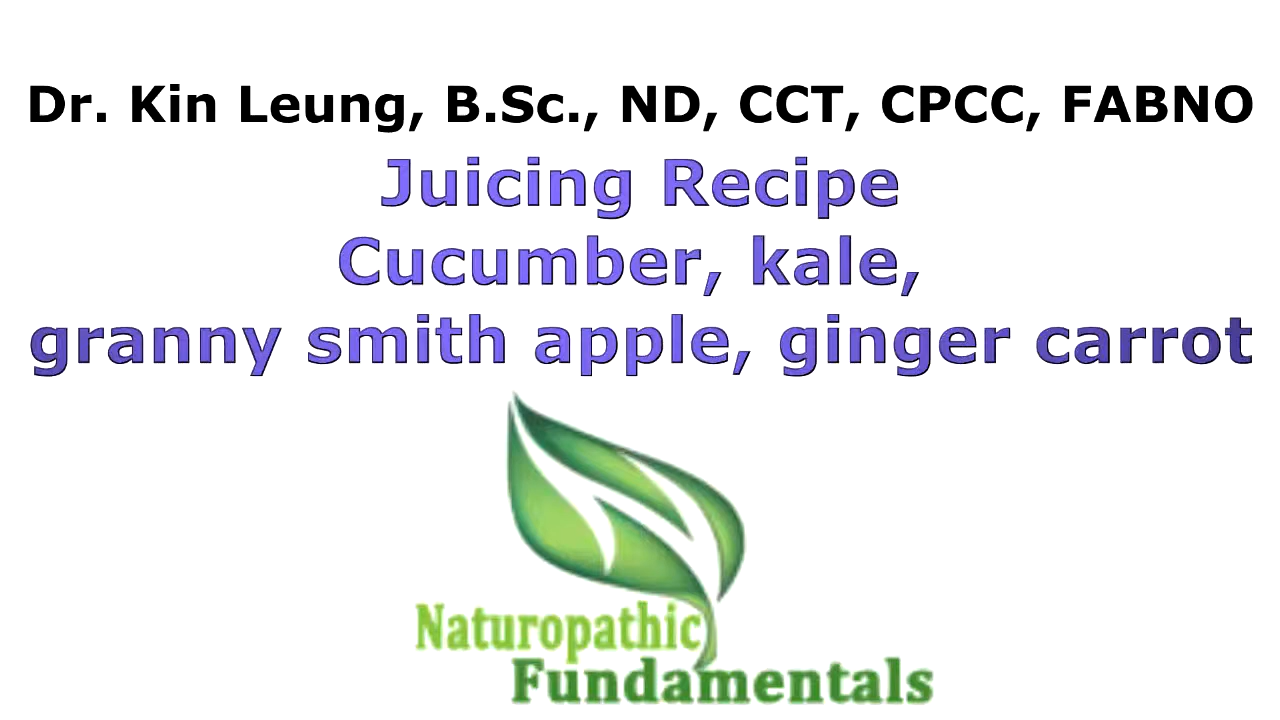 Dr. Kin Leung, B.Sc., ND, CCT, CPCC, FABNO
Juicing Recipe
Cucumber, kale,
granny smith apple, ginger carrot
Naturopathic
Fundamentals